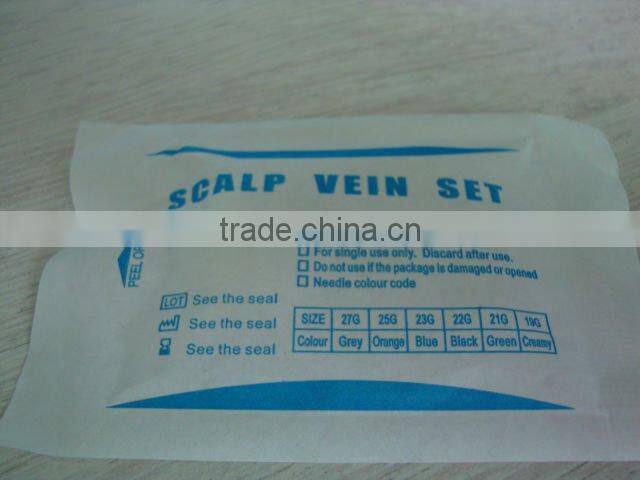 SCALP VEIN SET
trade.china.cn
PEEL
For single use only. Discard after use.
Do not use if the package is damaged or opened
Needle colour code
LOT See the seal
See the seal
See the seal
SIZE 27G 25G 23G 22G 21G 19G
Colour Grey Orange Blue Black Green Creamy